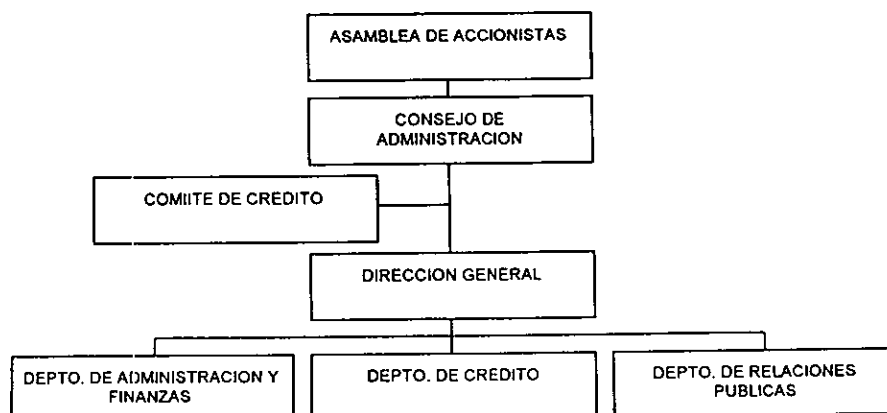 ASAMBLEA DE ACCIONISTAS
CONSEJO DE
ADMINISTRACION
COMIITE DE CREDITO
DIRECCION GENERAL
DEPTO. DE ADMINISTRACION Y
FINANZAS
DEPTO. DE CREDITO
DEPTO. DE RELACIONES
PUBLICAS